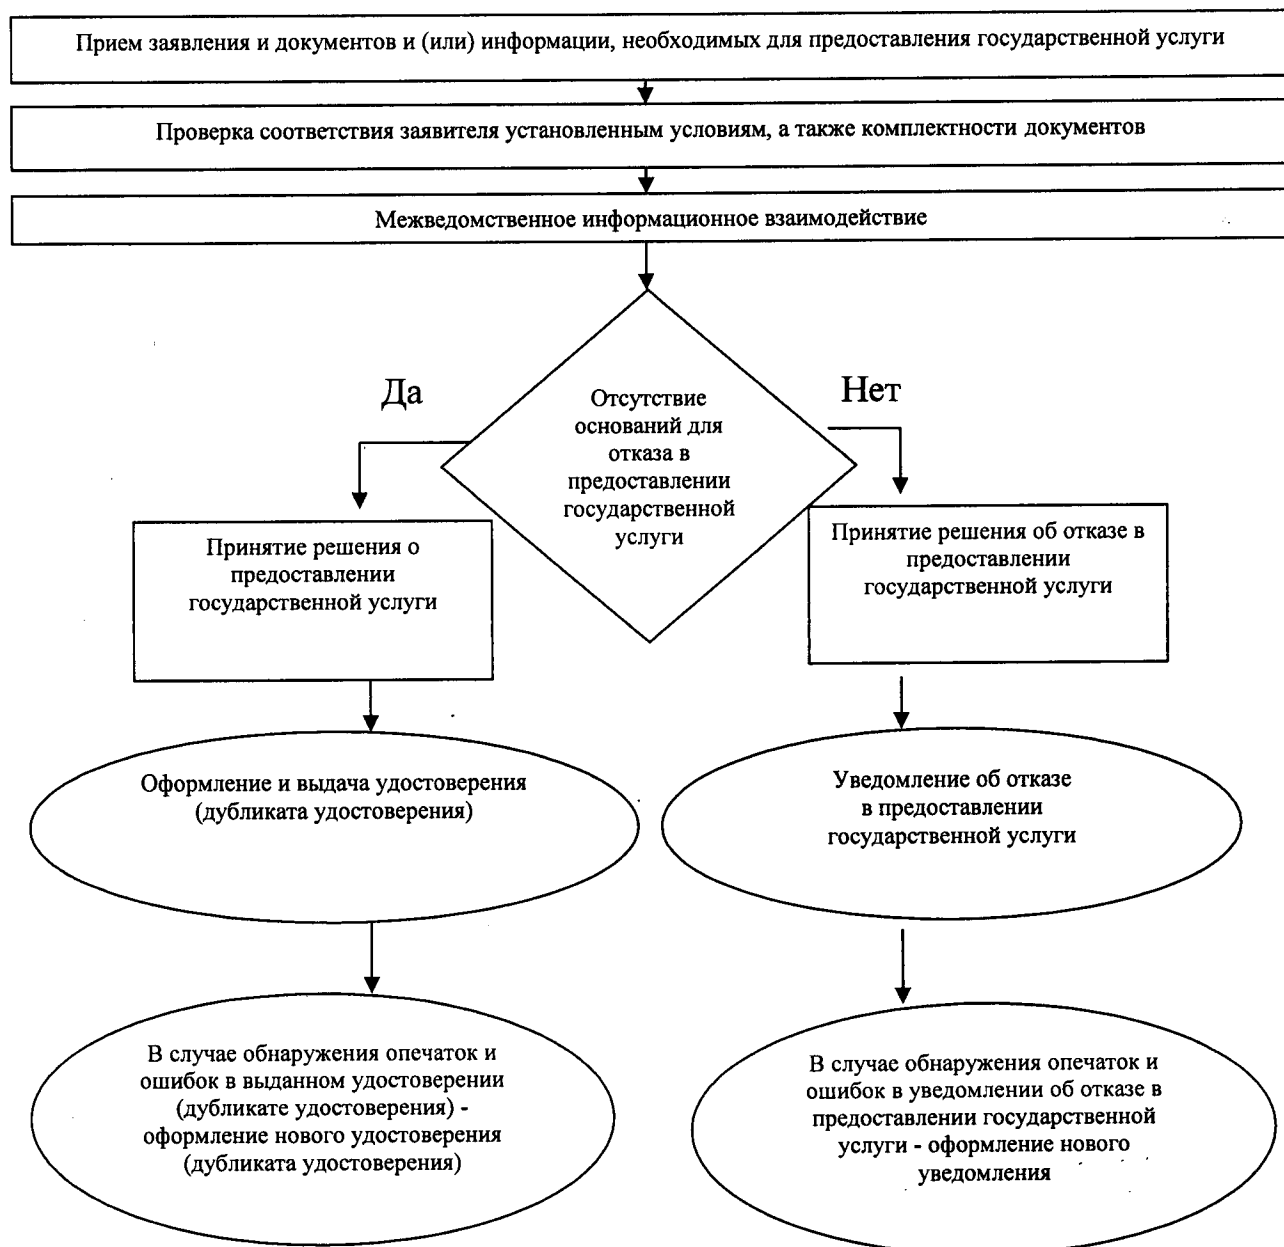 Прием заявления и документов и (или) информации, необходимых для предоставления государственной услуги
Проверка соответствия заявителя установленным условиям, а также комплектности документов
Межведомственное информационное взаимодействие
Да
Нет
Отсутствие
оснований для
отказа в
предоставлении
государственной
услуги
Принятие решения о
предоставлении
государственной услуги
Принятие решения об отказе в
предоставлении
государственной услуги
Оформление и выдача удостоверения
(дубликата удостоверения)
Уведомление об отказе
в предоставлении
государственной услуги
В случае обнаружения опечаток и
ошибок в выданном удостоверении
(дубликате удостоверения) -
оформление нового удостоверения
(дубликата удостоверения)
В случае обнаружения опечаток и
ошибок в уведомлении об отказе в
предоставлении государственной
услуги - оформление нового
уведомления